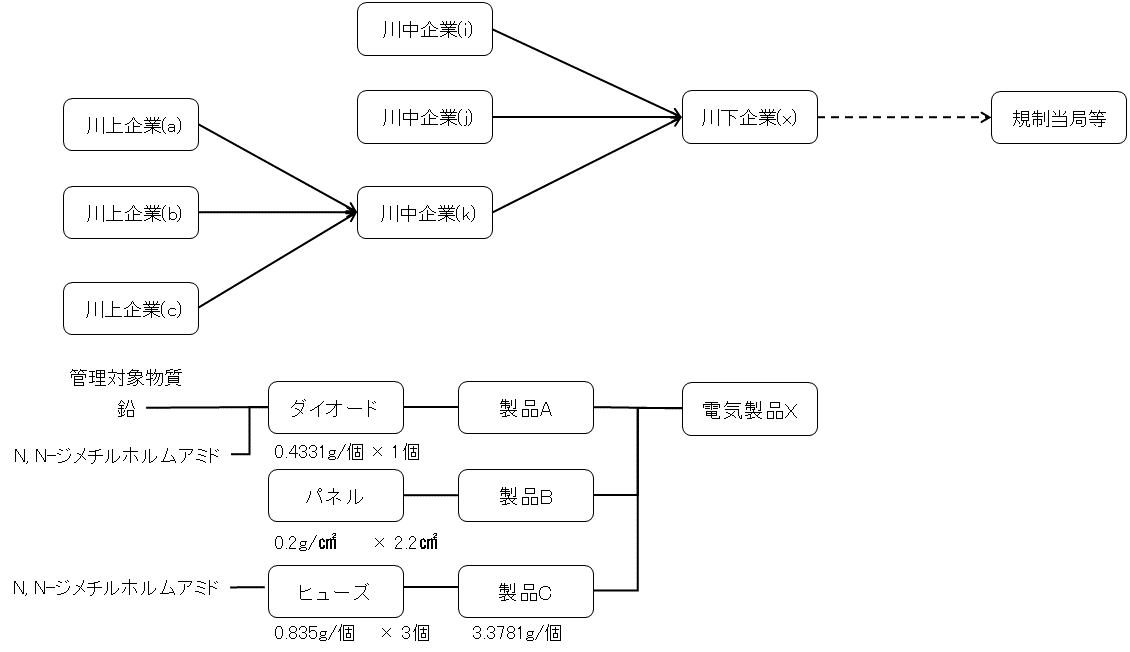 川中企業(i)
川上企業(a)
川中企業(j)
川下企業(x)
規制当局等
川上企業(b)
川中企業(k)
川上企業(c)
管理対象物質
鉛
ダイオード
製品A
電気製品X
N, N-ジメチルホルムアミド
0.4331g/個 × 1個
パネル
製品B
0.2g/㎠ × 2.2㎠
N, N-ジメチルホルムアミド
ヒューズ
製品C
0.835g/個 × 3個
3.3781g/個